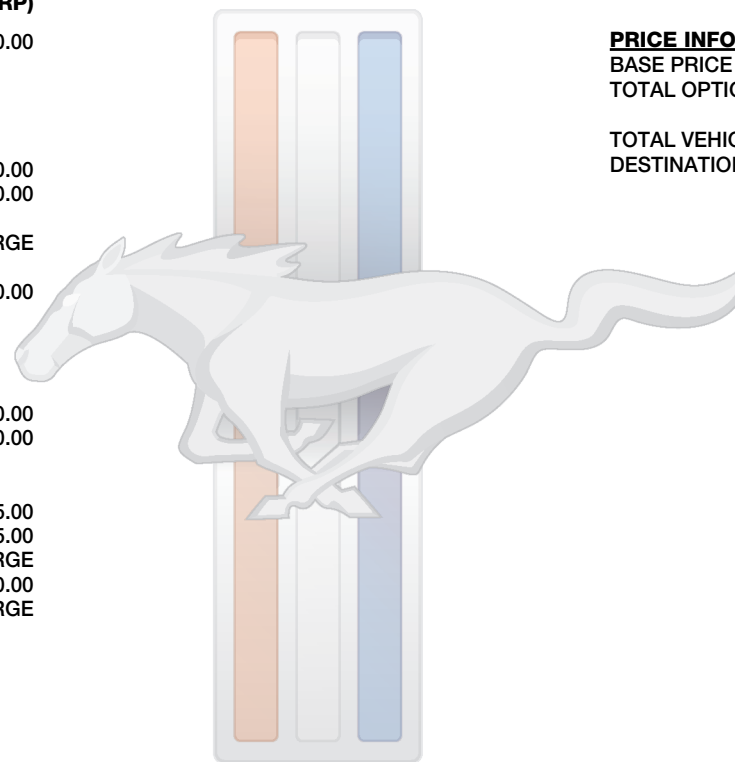 RP)
0.00
0.00
0.00
RGE
0.00
0.00
0.00
5.00
5.00
RGE
0.00
RGE
PRICE INFO
BASE PRICE
TOTAL OPTIO
TOTAL VEHIC
DESTINATION